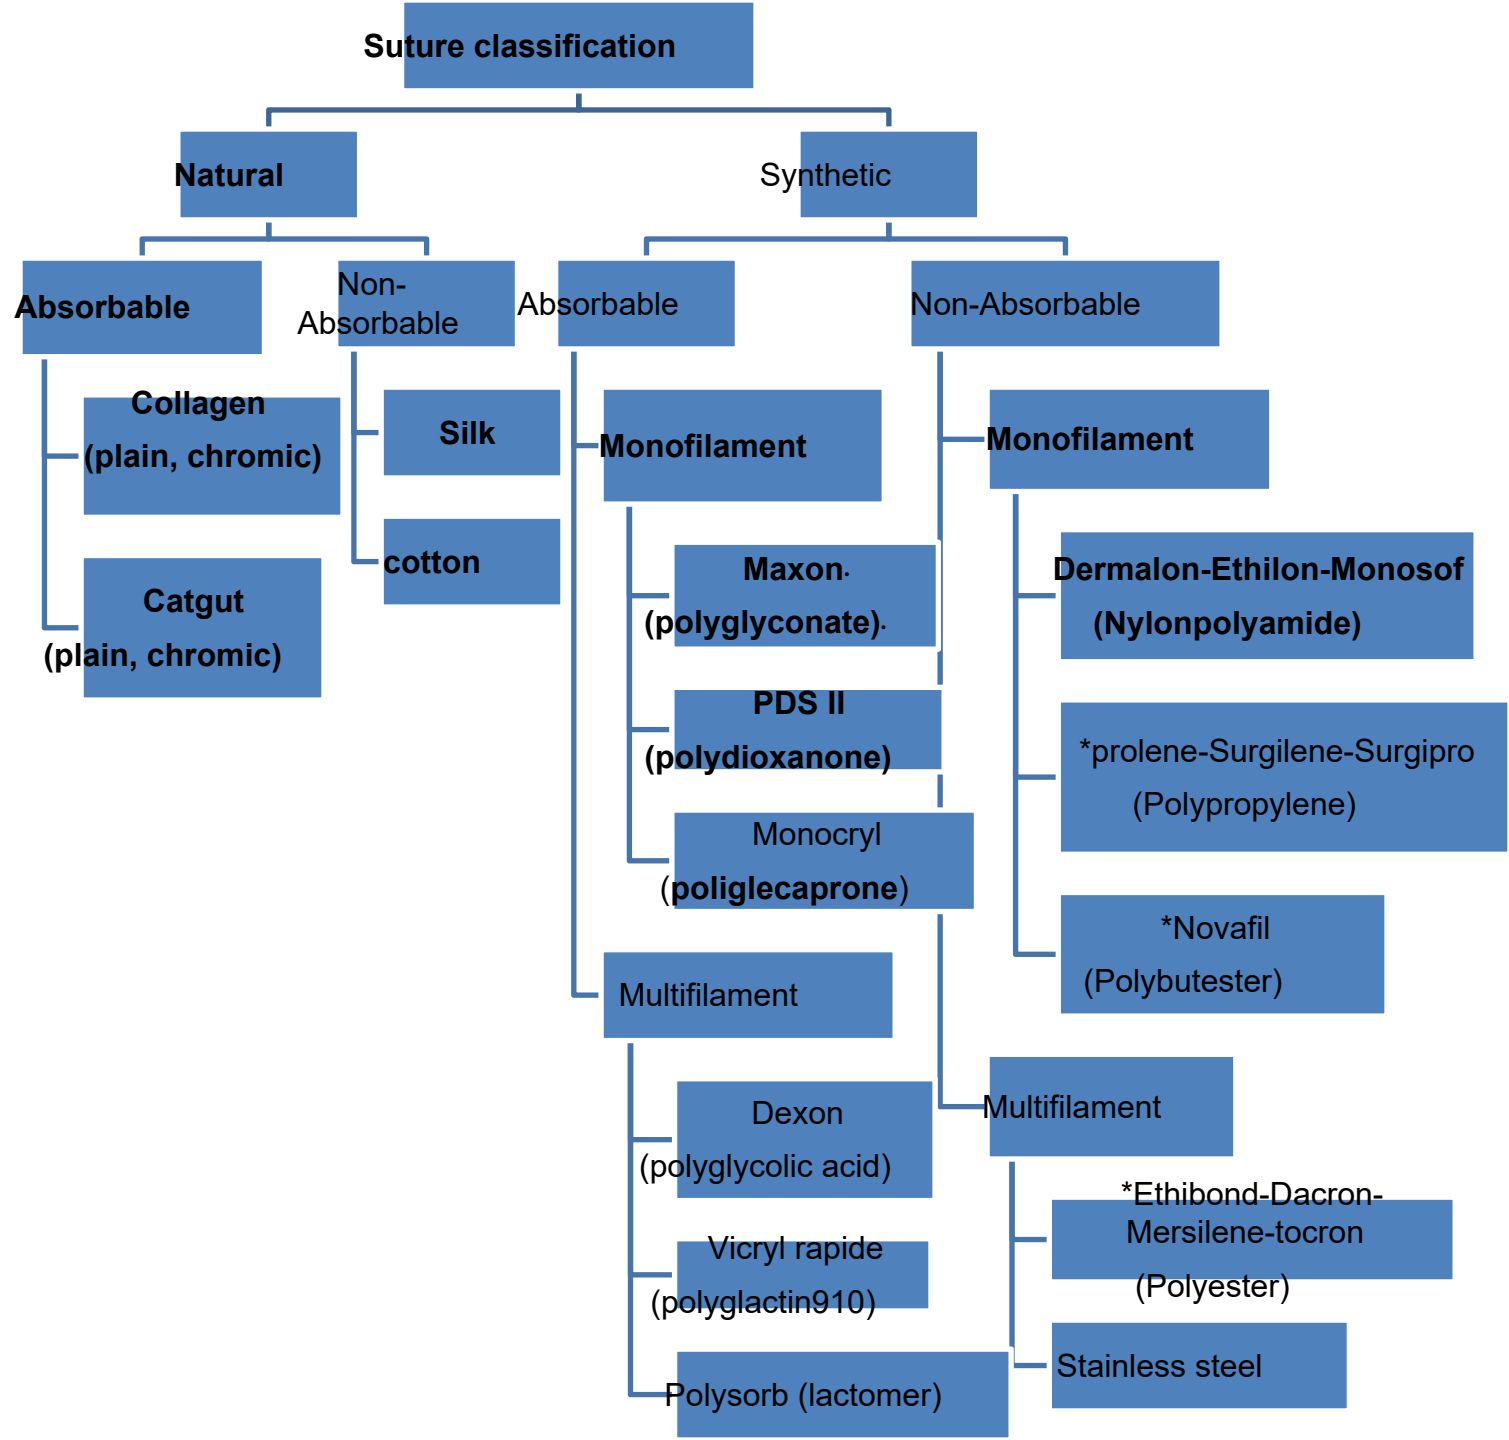 Suture classification
Natural
Synthetic
Absorbable
Non-
Absorbable
Absorbable
Non-Absorbable
Collagen
(plain, chromic)
Catgut
(plain, chromic)
Silk
cotton
Monofilament
Maxon.
(polyglyconate).
PDS II
(polydioxanone)
Monocryl
(poliglecaprone)
Multifilament
Dexon
(polyglycolic acid)
Vicryl rapide
(polyglactin910)
Polysorb (lactomer)
Monofilament
Dermalon-Ethilon-Monosof
(Nylonpolyamide)
*prolene-Surgilene-Surgipro
(Polypropylene)
*Novafil
(Polybutester)
Multifilament
*Ethibond-Dacron-
Mersilene-tocron
(Polyester)
Stainless steel